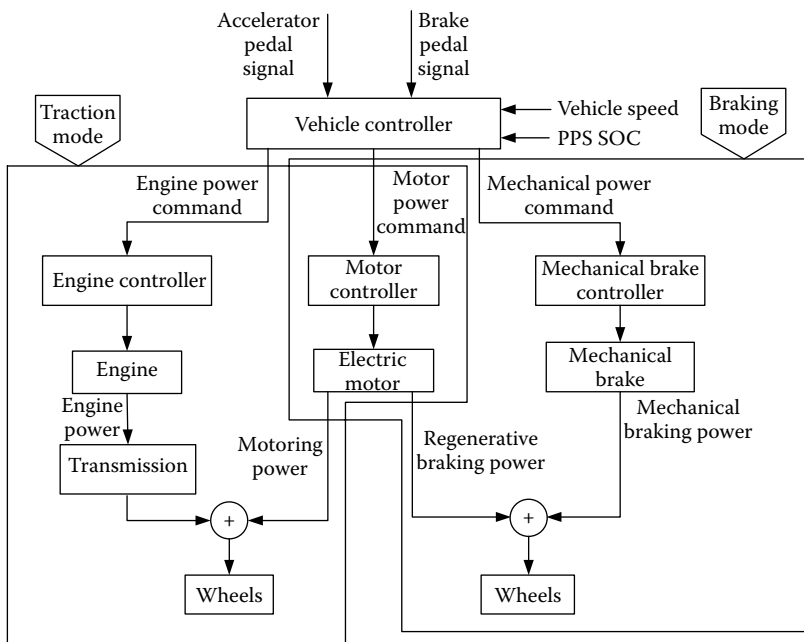 Accelerator
pedal
signal
Brake
pedal
signal
Traction
mode
Vehicle controller
Vehicle speed
PPS SOC
Braking
mode
Engine power
command
Motor
power
command
Mechanical power
command
Engine controller
Motor
controller
Mechanical brake
controller
Engine
Electric
motor
Mechanical
brake
Engine
power
Transmission
Motoring
power
Regenerative
braking power
Mechanical
braking power
+
+
Wheels
Wheels